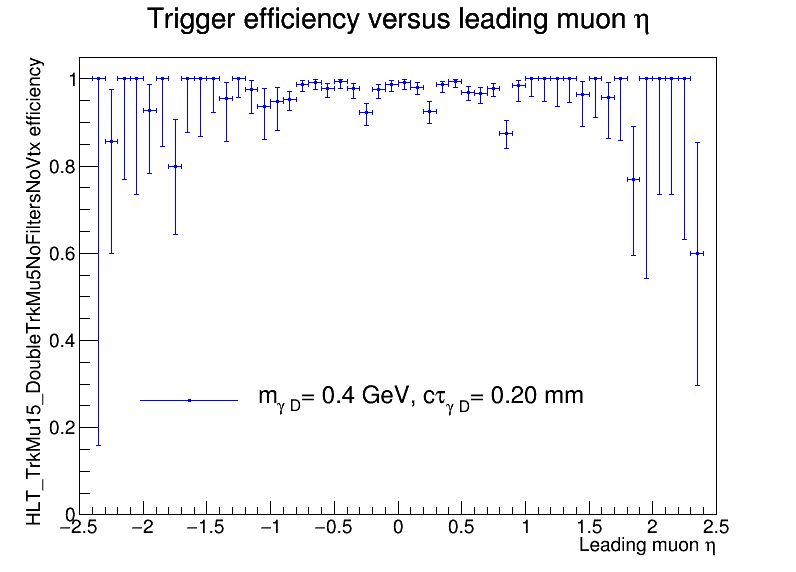 Trigger efficiency versus leading muon η
HLT_TrkMu15_DoubleTrkMu5NoFiltersNoVtx efficiency
1
0.8
0.6
0.4
0.2
0
m_γ D= 0.4 GeV, cτ_γ D= 0.20 mm
−2.5 −2 −1.5 −1 −0.5 0 0.5 1 1.5 2 2.5
Leading muon η